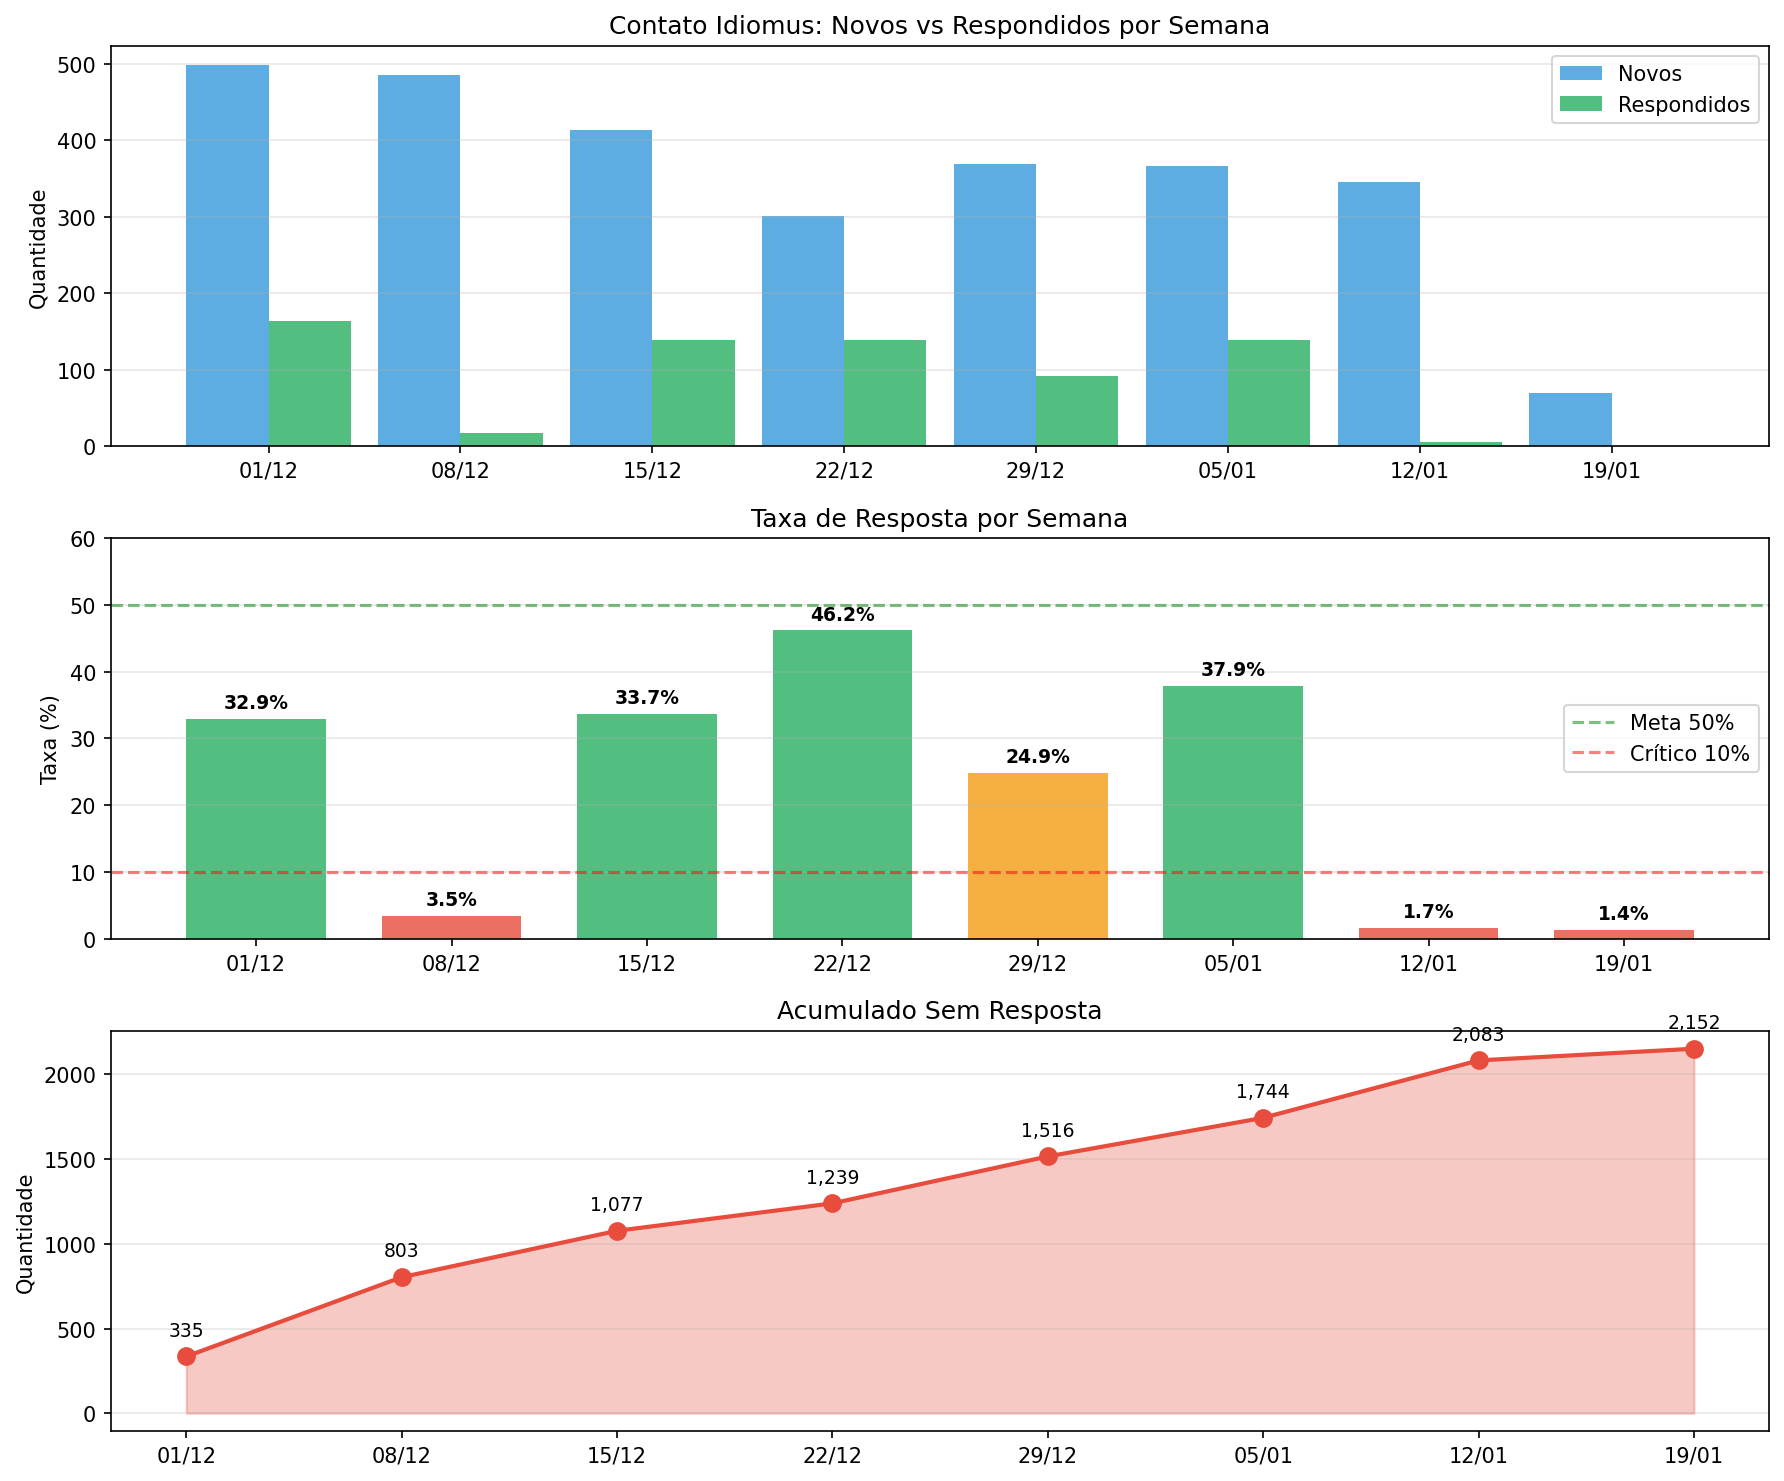 Contato Idiomus: Novos vs Respondidos por Semana
Quantidade
500
400
300
200
100
0
Novos
Respondidos
01/12 08/12 15/12 22/12 29/12 05/01 12/01 19/01
Taxa de Resposta por Semana
Taxa (%)
60
50
40
30
20
10
0
32.9% 3.5% 33.7% 46.2% 24.9% 37.9% 1.7% 1.4%
Meta 50%
Crítico 10%
01/12 08/12 15/12 22/12 29/12 05/01 12/01 19/01
Acumulado Sem Resposta
Quantidade
2000
1500
1000
500
0
335 803 1,077 1,239 1,516 1,744 2,083 2,152
01/12 08/12 15/12 22/12 29/12 05/01 12/01 19/01